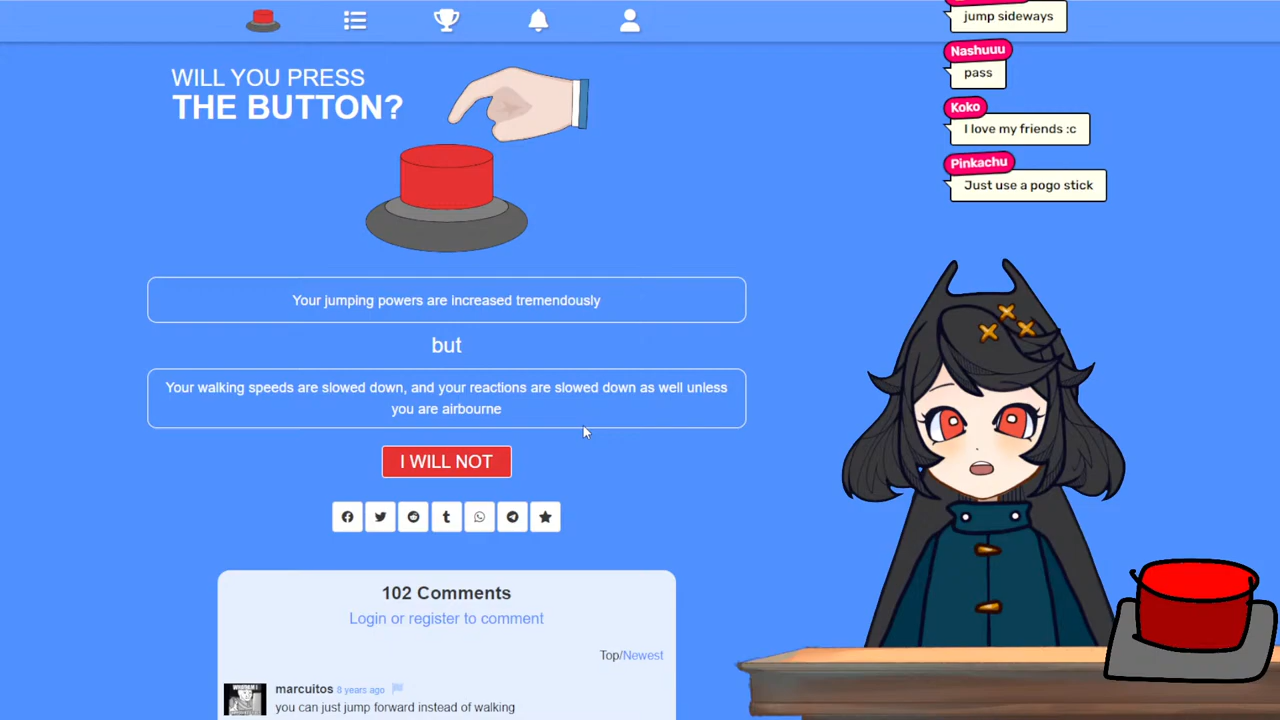 WILL YOU PRESS
THE BUTTON?
Your jumping powers are increased tremendously
but
Your walking speeds are slowed down, and your reactions are slowed down as well unless
you are airbourne
I WILL NOT
102 Comments
Login or register to comment
Top/Newest
marcuitos 8 years ago
you can just jump forward instead of walking
jump sideways
Nashuuu
pass
Koko
I love my friends :c
Pinkachu
Just use a pogo stick